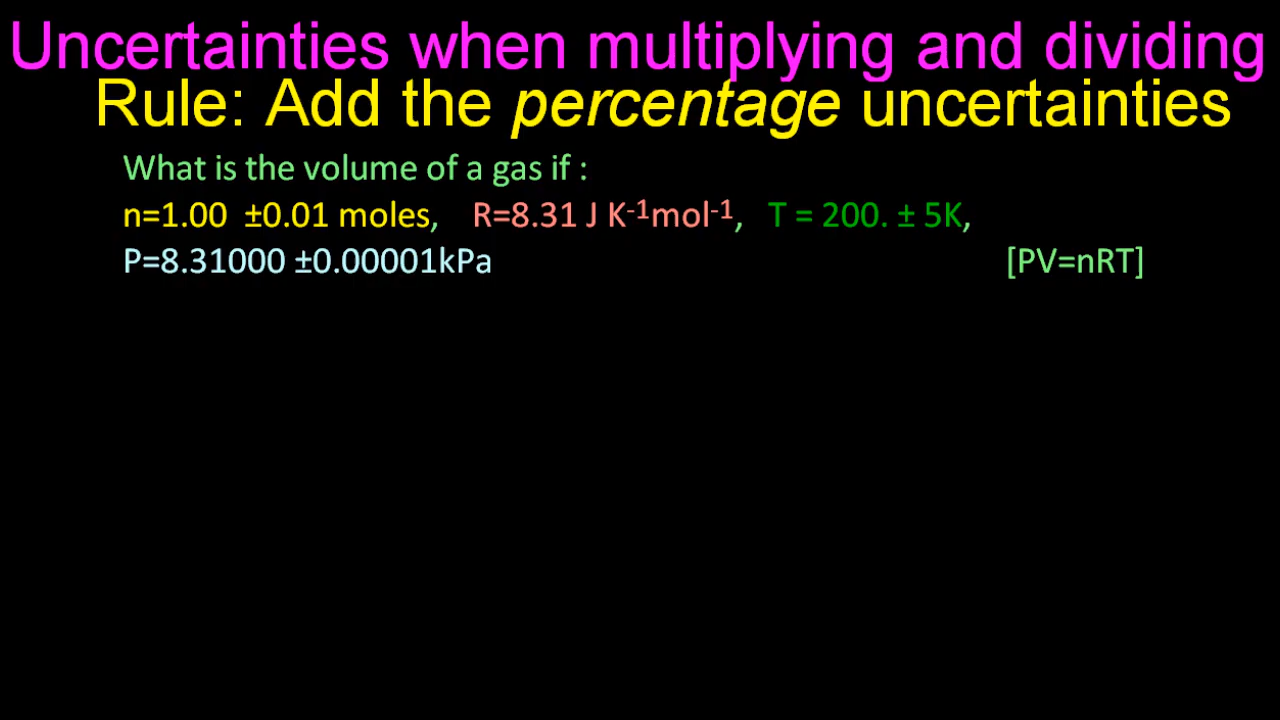 Uncertainties when multiplying and dividing
Rule: Add the percentage uncertainties
What is the volume of a gas if :
n=1.00 ±0.01 moles, R=8.31 J K⁻¹mol⁻¹, T = 200. ± 5K,
P=8.31000 ±0.00001kPa [PV=nRT]